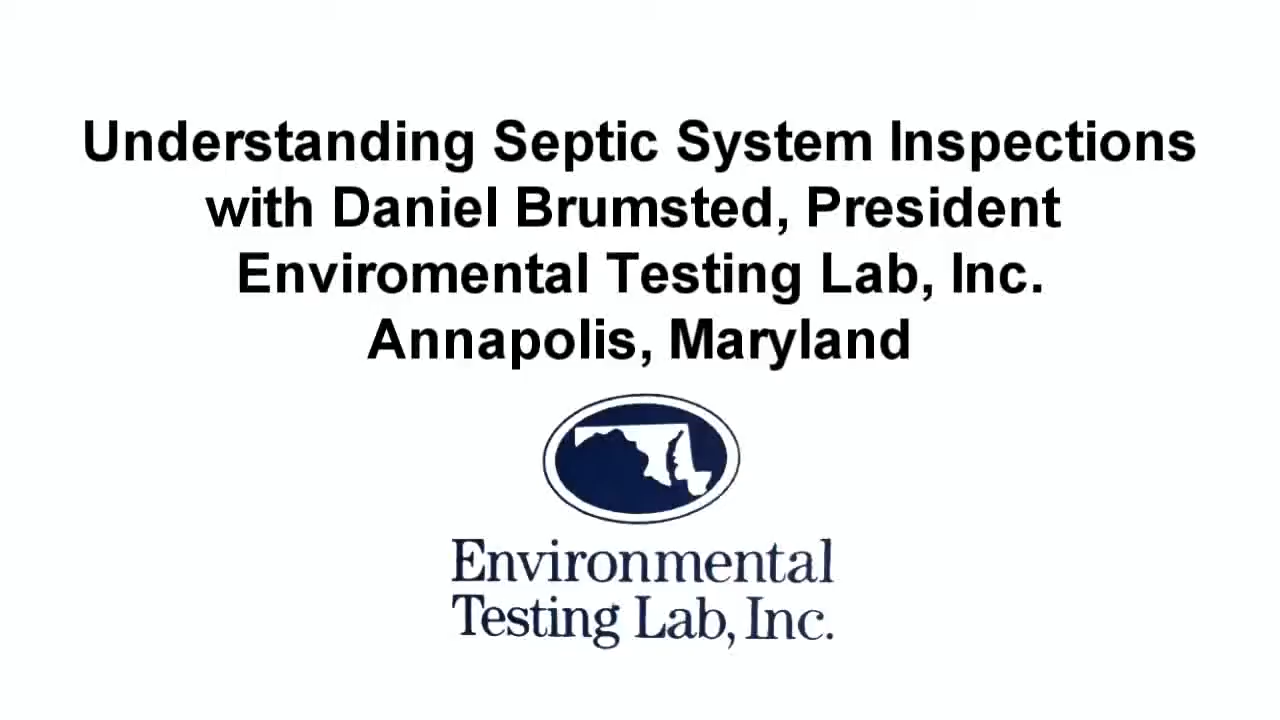 Understanding Septic System Inspections
with Daniel Brumsted, President
Enviromental Testing Lab, Inc.
Annapolis, Maryland
Environmental
Testing Lab, Inc.